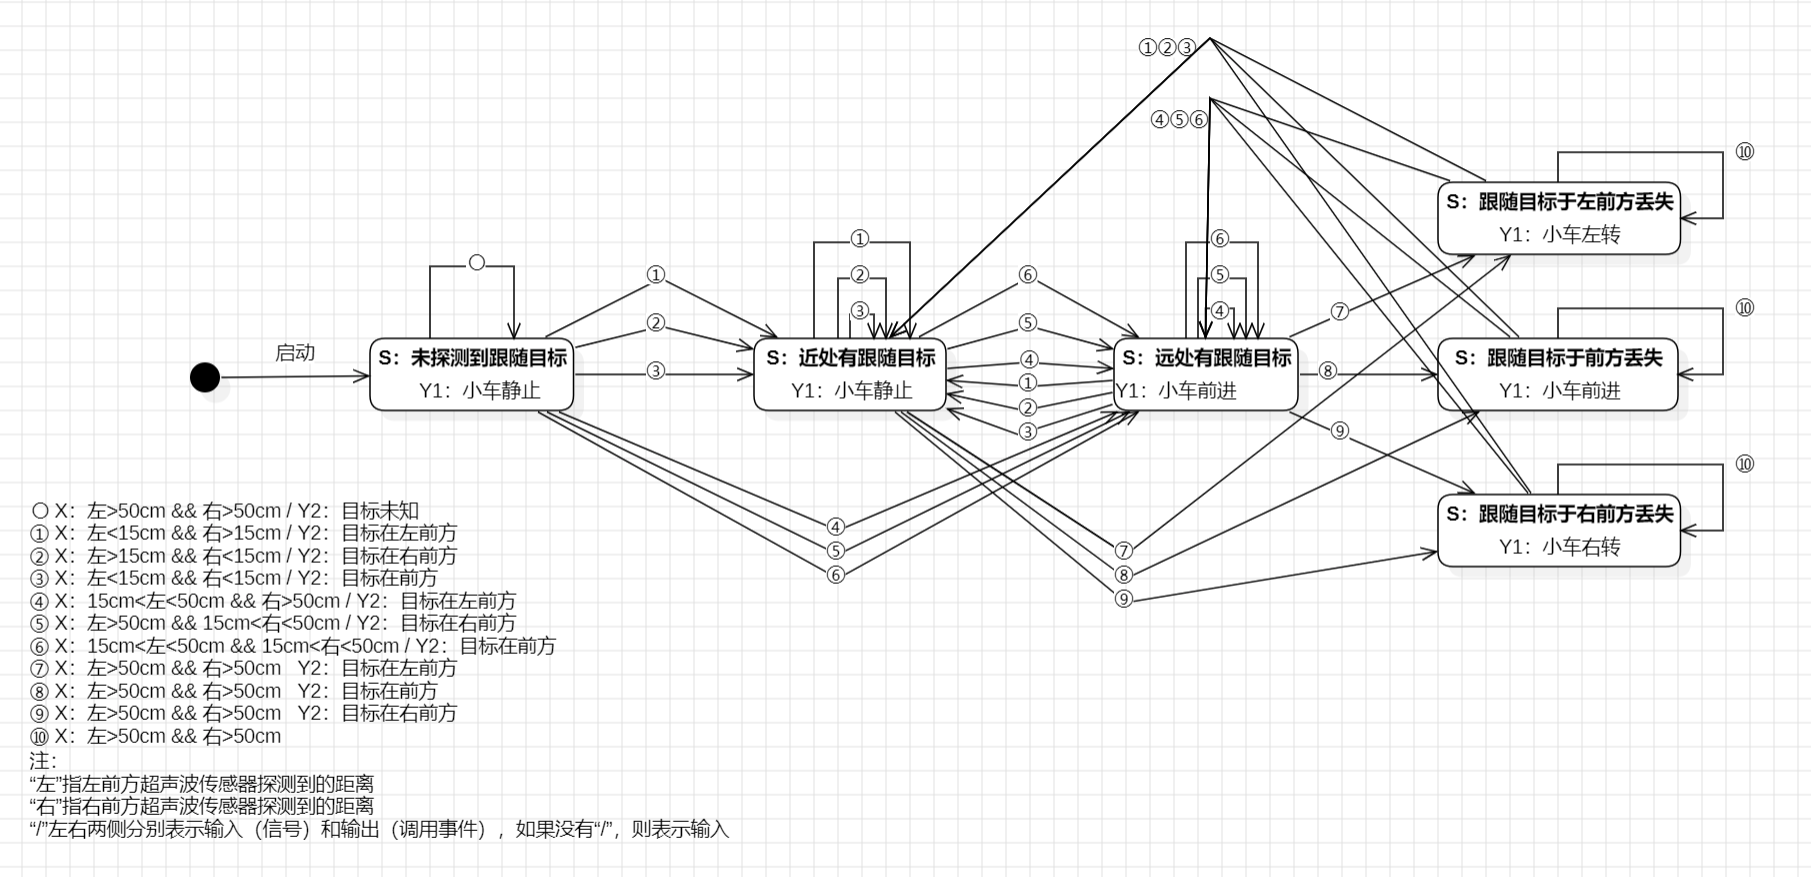 ①②③
④⑤⑥
⑩
S：跟随目标于左前方丢失
Y1：小车左转
①
⑥
②
⑤
③
④
①
⑥
②
⑤
③
④
⑦
⑩
启动
S：未探测到跟随目标
Y1：小车静止
S：近处有跟随目标
Y1：小车静止
①
②
③
S：远处有跟随目标
Y1：小车前进
⑧
S：跟随目标于前方丢失
Y1：小车前进
⑨
⑩
S：跟随目标于右前方丢失
Y1：小车右转
④
⑤
⑥
⑦
⑧
⑨
○ X：左>50cm && 右>50cm / Y2：目标未知
① X：左<15cm && 右>15cm / Y2：目标在左前方
② X：左>15cm && 右<15cm / Y2：目标在右前方
③ X：左<15cm && 右<15cm / Y2：目标在前方
④ X：15cm<左<50cm && 右>50cm / Y2：目标在左前方
⑤ X：左>50cm && 15cm<右<50cm / Y2：目标在右前方
⑥ X：15cm<左<50cm && 15cm<右<50cm / Y2：目标在前方
⑦ X：左>50cm && 右>50cm   Y2：目标在左前方
⑧ X：左>50cm && 右>50cm   Y2：目标在前方
⑨ X：左>50cm && 右>50cm   Y2：目标在右前方
⑩ X：左>50cm && 右>50cm
注：
“左”指左前方超声波传感器探测到的距离
“右”指右前方超声波传感器探测到的距离
“/”左右两侧分别表示输入（信号）和输出（调用事件），如果没有“/”，则表示输入